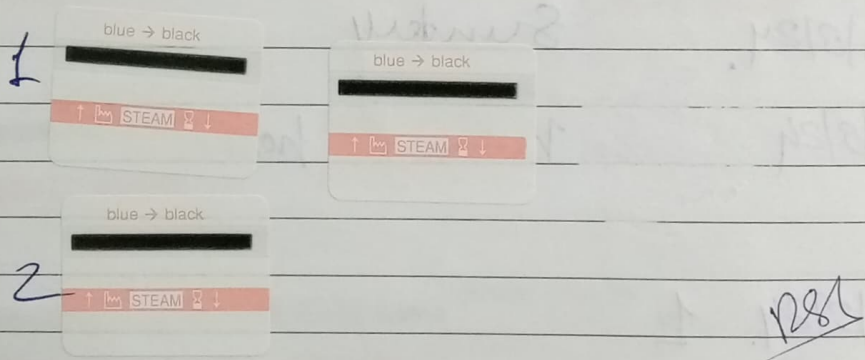 1 blue → black blue → black
↑ STEAM ↓ ↑ STEAM ↓
2 blue → black
↑ STEAM ↓